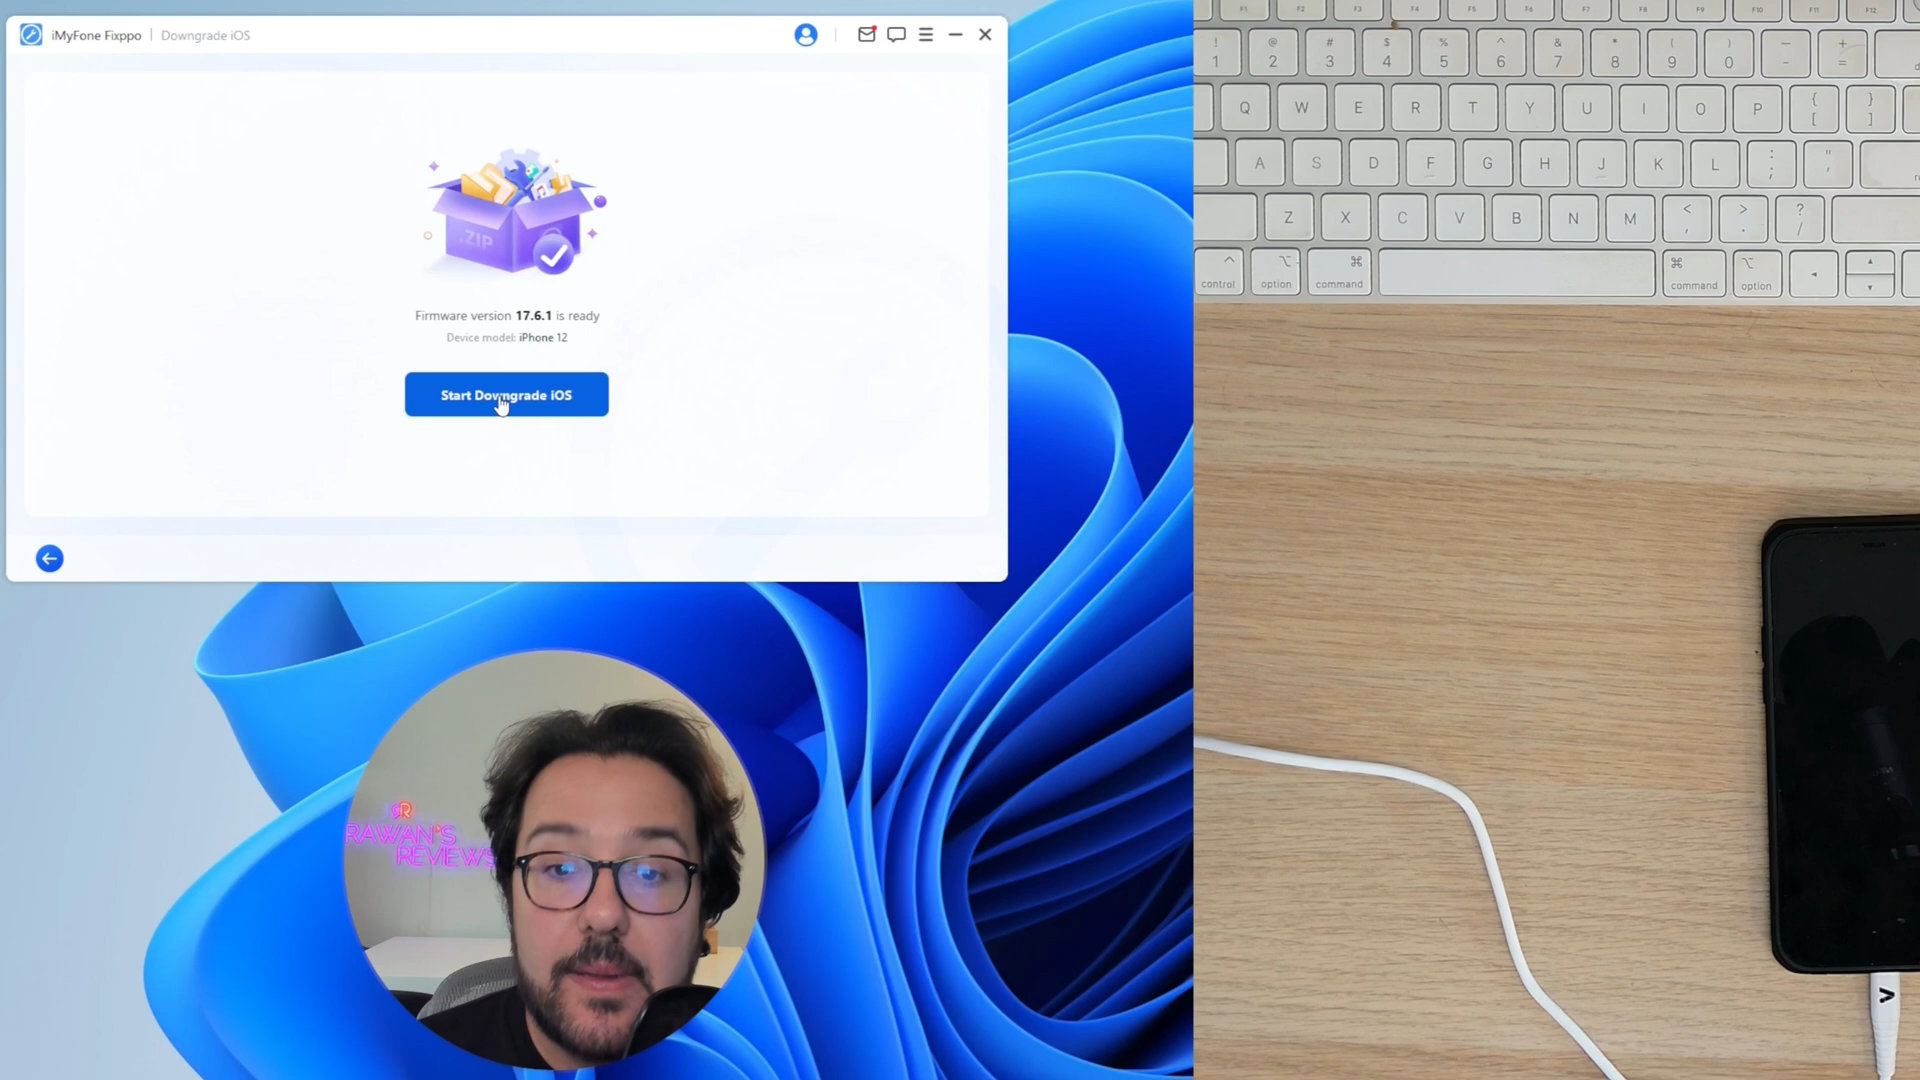 iMyFone Fixppo | Downgrade iOS
.ZIP
Firmware version 17.6.1 is ready
Device model: iPhone 12
Start Downgrade iOS
R
RAWAN'S
REVIEWS
F1 F2 F3 F4 F5 F6 F7 F8 F9 F10 F11 F12
! @ # $ % ^ & * ( ) _ +
1 2 3 4 5 6 7 8 9 0 - =
Q W E R T Y U I O P { [ } ]
A S D F G H J K L : ; " '
Z X C V B N M < , > . ? /
control option command command option